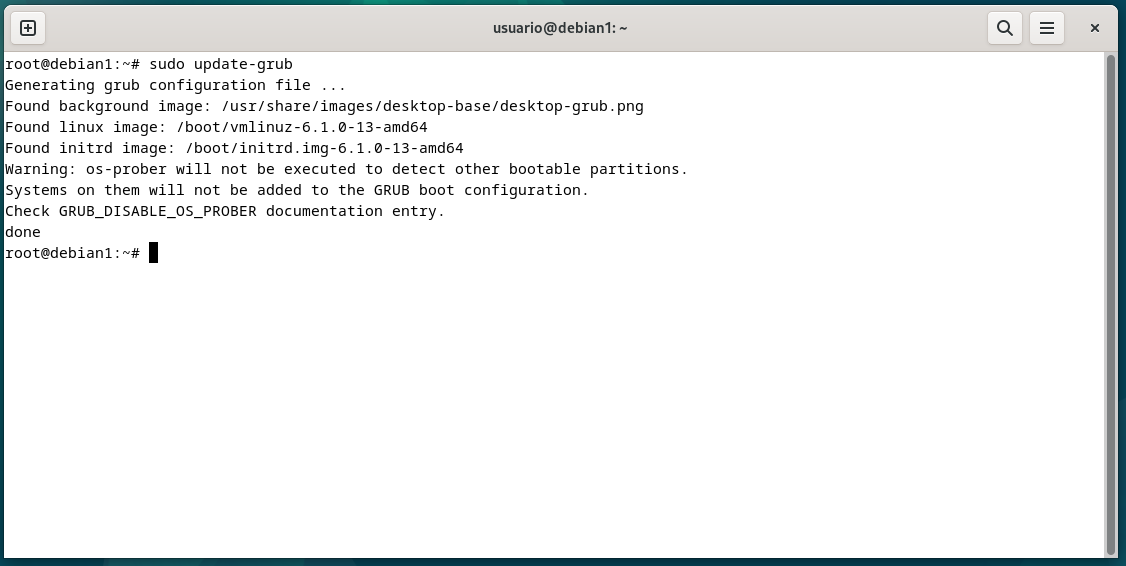 usuario@debian1: ~
root@debian1:~# sudo update-grub
Generating grub configuration file ...
Found background image: /usr/share/images/desktop-base/desktop-grub.png
Found linux image: /boot/vmlinuz-6.1.0-13-amd64
Found initrd image: /boot/initrd.img-6.1.0-13-amd64
Warning: os-prober will not be executed to detect other bootable partitions.
Systems on them will not be added to the GRUB boot configuration.
Check GRUB_DISABLE_OS_PROBER documentation entry.
done
root@debian1:~#